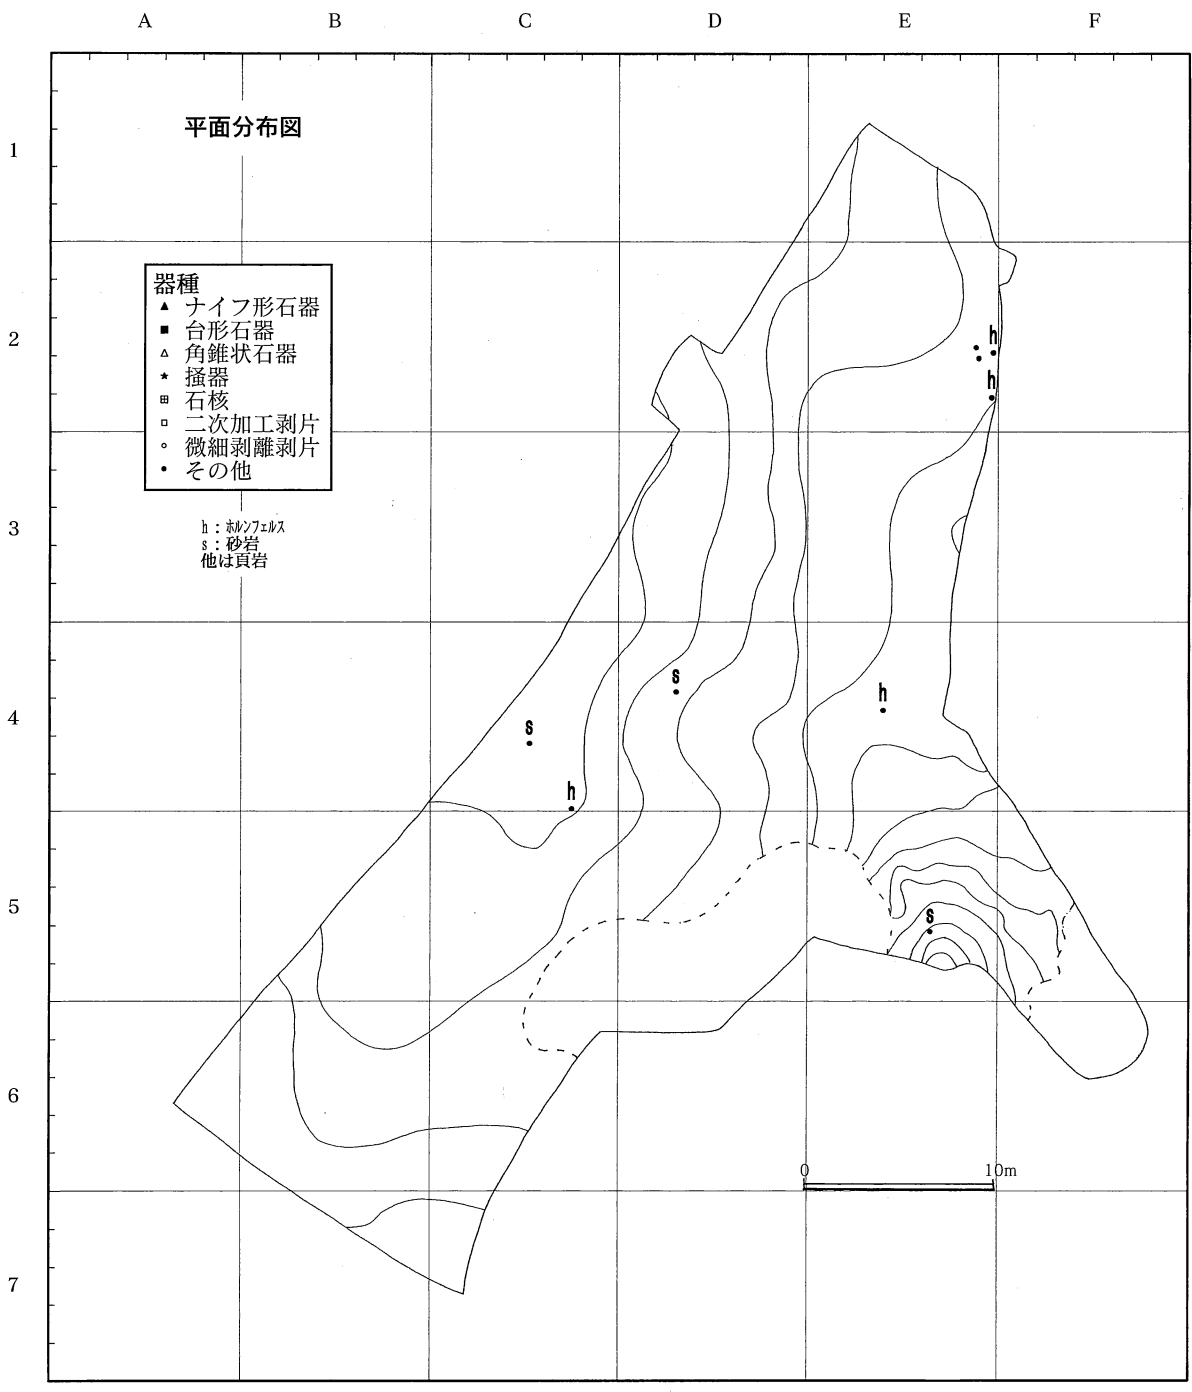 A B C D E F
平面分布図
1
器種
▲ ナイフ形石器
2
■ 台形石器
h
△ 角錐状石器
★ 掻器
h
⊞ 石核
□ 二次加工剥片
○ 微細剥離剥片
● その他
h：ホルンフェルス
3
s：砂岩
他は頁岩
s
h
4
s
h
5
s
6
0 10m
7